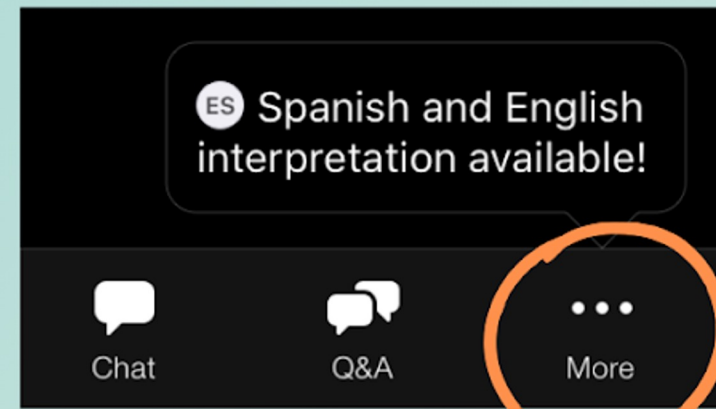 ES Spanish and English
interpretation available!
Chat Q&A More